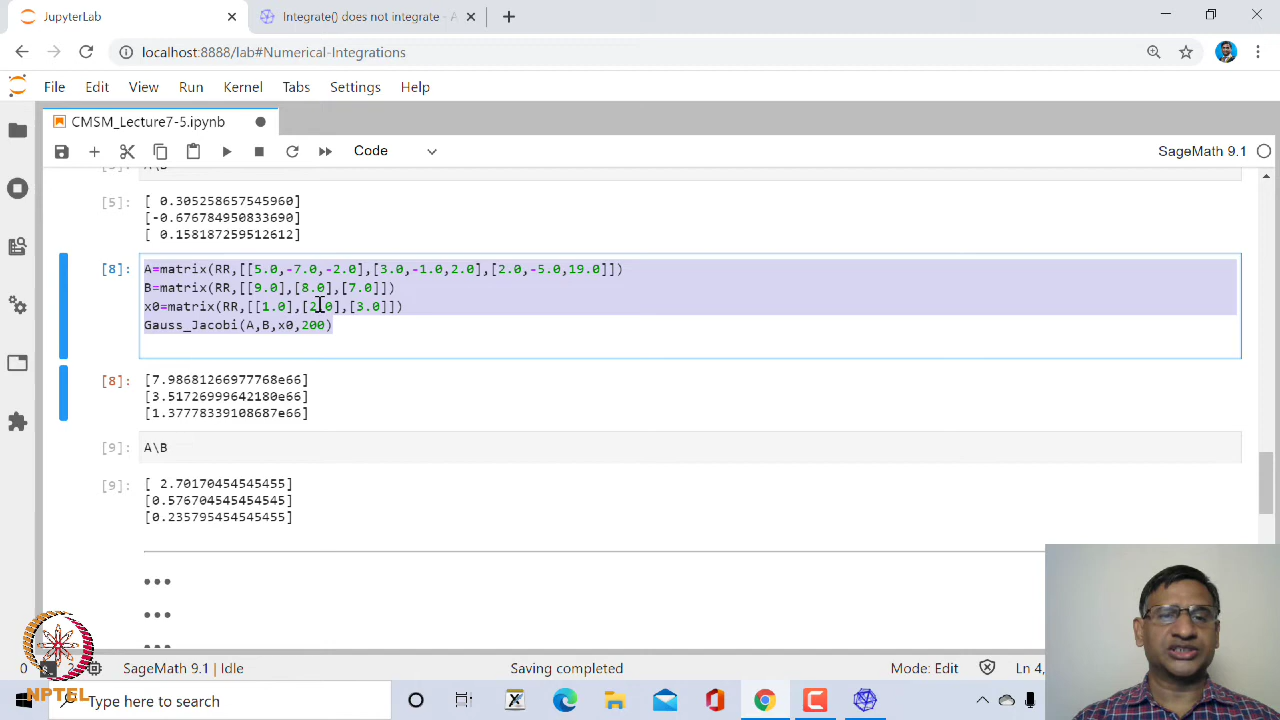 JupyterLab
Integrate() does not integrate - A
localhost:8888/lab#Numerical-Integrations
File Edit View Run Kernel Tabs Settings Help
CMSM_Lecture7-5.ipynb
Code
SageMath 9.1
A\B
[5]:
[ 0.305258657545960]
[-0.676784950833690]
[ 0.158187259512612]
[8]:
A=matrix(RR,[[5.0,-7.0,-2.0],[3.0,-1.0,2.0],[2.0,-5.0,19.0]])
B=matrix(RR,[[9.0],[8.0],[7.0]])
x0=matrix(RR,[[1.0],[2.0],[3.0]])
Gauss_Jacobi(A,B,x0,200)
[8]:
[7.98681266977768e66]
[3.51726999642180e66]
[1.37778339108687e66]
[9]:
A\B
[9]:
[ 2.70170454545455]
[0.576704545454545]
[0.235795454545455]
0
SageMath 9.1 | Idle
Saving completed
Mode: Edit
Ln 4,
NPTEL
Type here to search